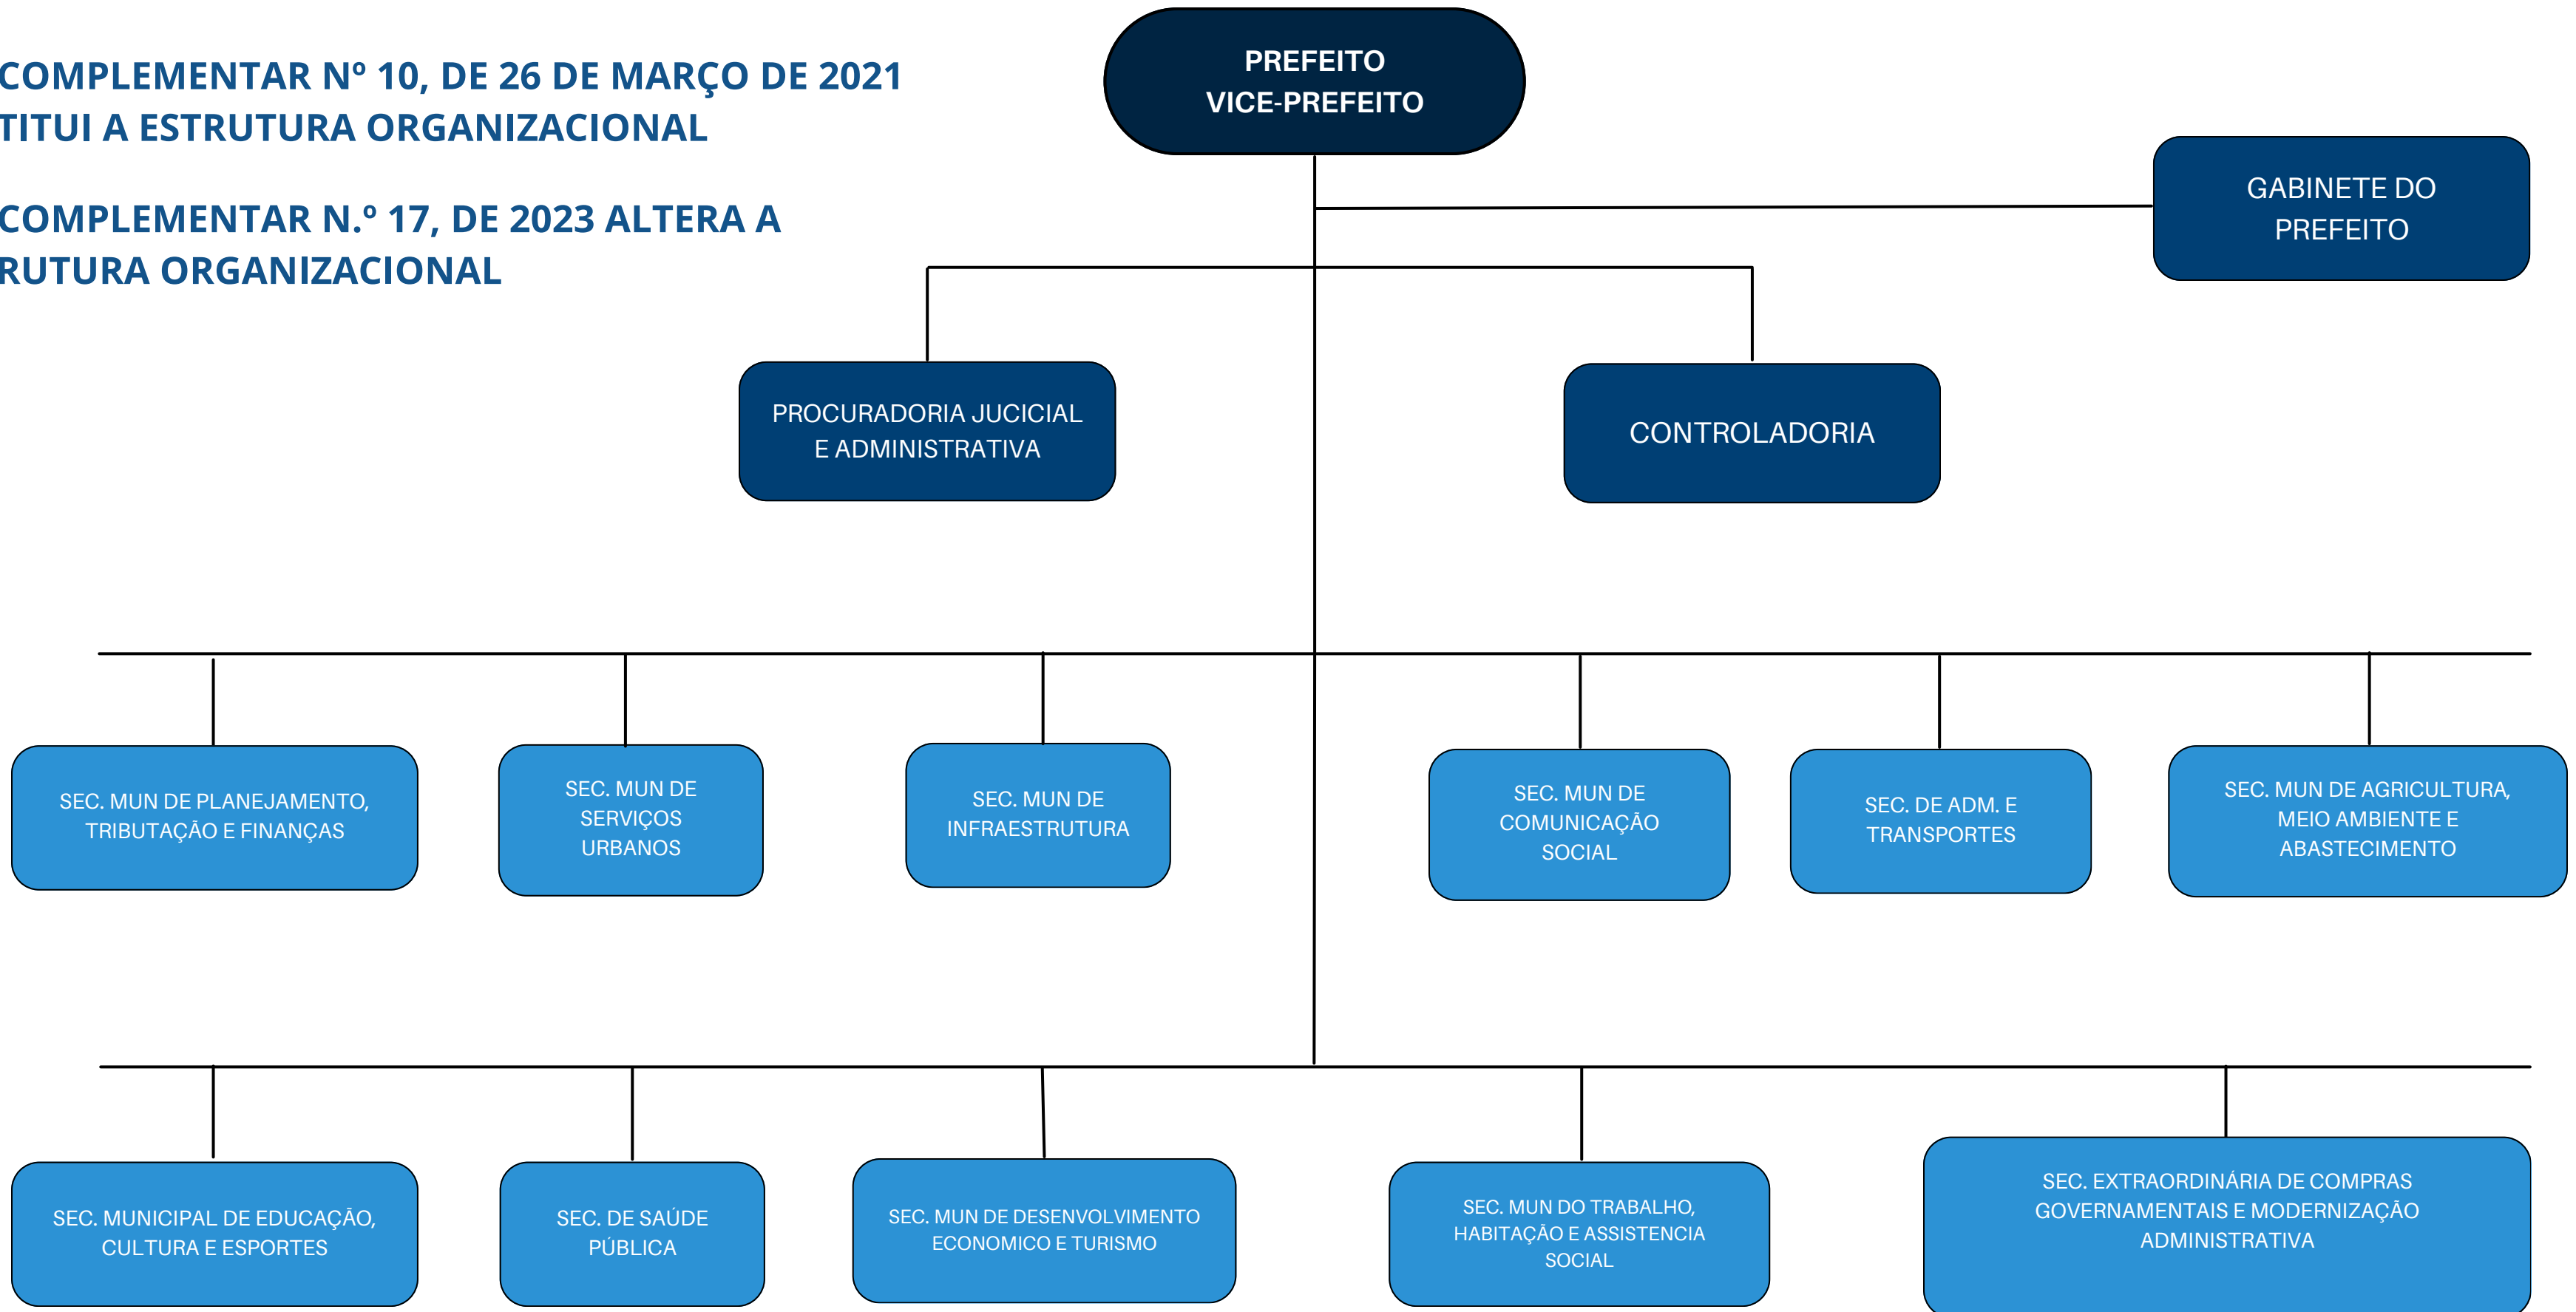 COMPLEMENTAR Nº 10, DE 26 DE MARÇO DE 2021
TITUI A ESTRUTURA ORGANIZACIONAL
COMPLEMENTAR N.º 17, DE 2023 ALTERA A
RUTURA ORGANIZACIONAL
PREFEITO
VICE-PREFEITO
GABINETE DO
PREFEITO
PROCURADORIA JUCICIAL
E ADMINISTRATIVA
CONTROLADORIA
SEC. MUN DE PLANEJAMENTO,
TRIBUTAÇÃO E FINANÇAS
SEC. MUN DE
SERVIÇOS
URBANOS
SEC. MUN DE
INFRAESTRUTURA
SEC. MUN DE
COMUNICAÇÃO
SOCIAL
SEC. DE ADM. E
TRANSPORTES
SEC. MUN DE AGRICULTURA,
MEIO AMBIENTE E
ABASTECIMENTO
SEC. MUNICIPAL DE EDUCAÇÃO,
CULTURA E ESPORTES
SEC. DE SAÚDE
PÚBLICA
SEC. MUN DE DESENVOLVIMENTO
ECONOMICO E TURISMO
SEC. MUN DO TRABALHO,
HABITAÇÃO E ASSISTENCIA
SOCIAL
SEC. EXTRAORDINÁRIA DE COMPRAS
GOVERNAMENTAIS E MODERNIZAÇÃO
ADMINISTRATIVA